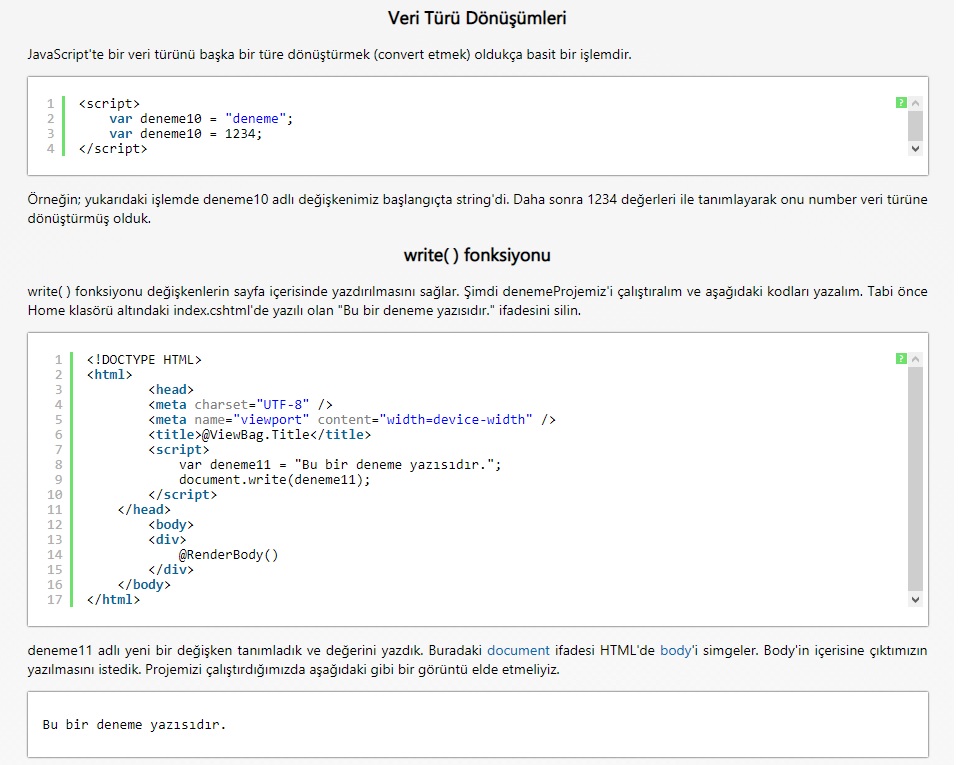 Veri Türü Dönüşümleri
JavaScript'te bir veri türünü başka bir türe dönüştürmek (convert etmek) oldukça basit bir işlemdir.
?
1 <script>
2     var deneme10 = "deneme";
3     var deneme10 = 1234;
4 </script>
Örneğin; yukarıdaki işlemde deneme10 adlı değişkenimiz başlangıçta string'di. Daha sonra 1234 değerleri ile tanımlayarak onu number veri türüne
dönüştürmüş olduk.
write( ) fonksiyonu
write( ) fonksiyonu değişkenlerin sayfa içerisinde yazdırılmasını sağlar. Şimdi denemeProjemiz'i çalıştıralım ve aşağıdaki kodları yazalım. Tabi önce
Home klasörü altındaki index.cshtml'de yazılı olan "Bu bir deneme yazısıdır." ifadesini silin.
?
1 <!DOCTYPE HTML>
2 <html>
3         <head>
4         <meta charset="UTF-8" />
5         <meta name="viewport" content="width=device-width" />
6         <title>@ViewBag.Title</title>
7         <script>
8             var deneme11 = "Bu bir deneme yazısıdır.";
9             document.write(deneme11);
10         </script>
11     </head>
12         <body>
13         <div>
14             @RenderBody()
15         </div>
16     </body>
17 </html>
deneme11 adlı yeni bir değişken tanımladık ve değerini yazdık. Buradaki document ifadesi HTML'de body'i simgeler. Body'in içerisine çıktımızın
yazılmasını istedik. Projemizi çalıştırdığımızda aşağıdaki gibi bir görüntü elde etmeliyiz.
Bu bir deneme yazısıdır.